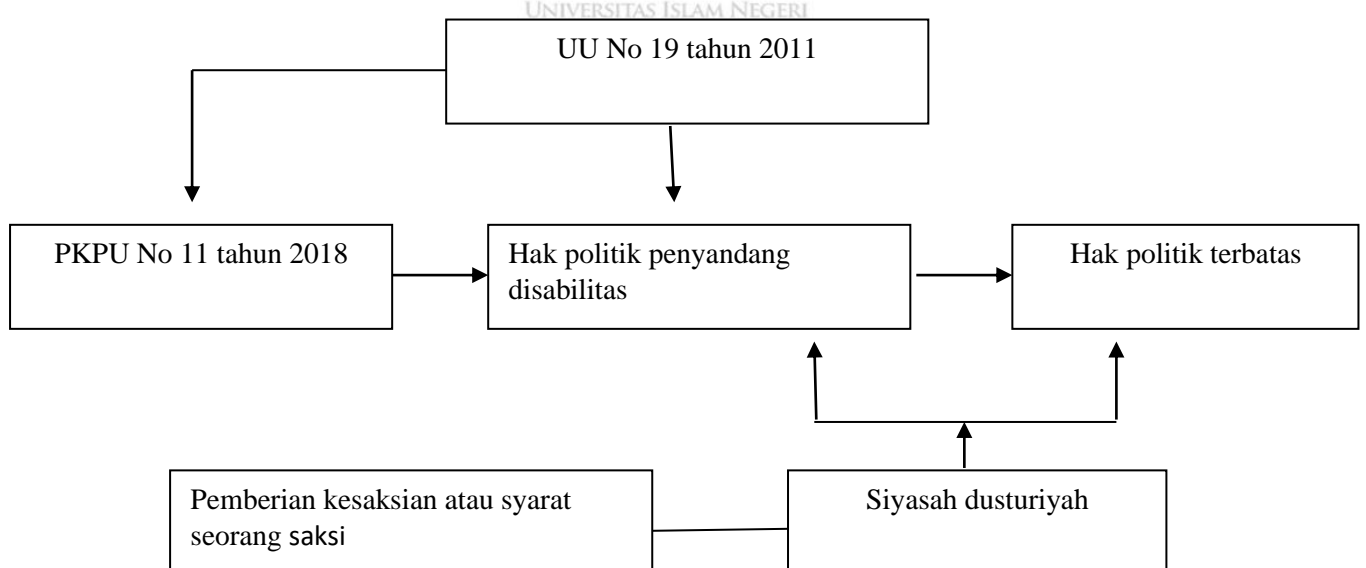 UNIVERSITAS ISLAM NEGERI
UU No 19 tahun 2011
PKPU No 11 tahun 2018
Hak politik penyandang
disabilitas
Hak politik terbatas
Pemberian kesaksian atau syarat
seorang saksi
Siyasah dusturiyah